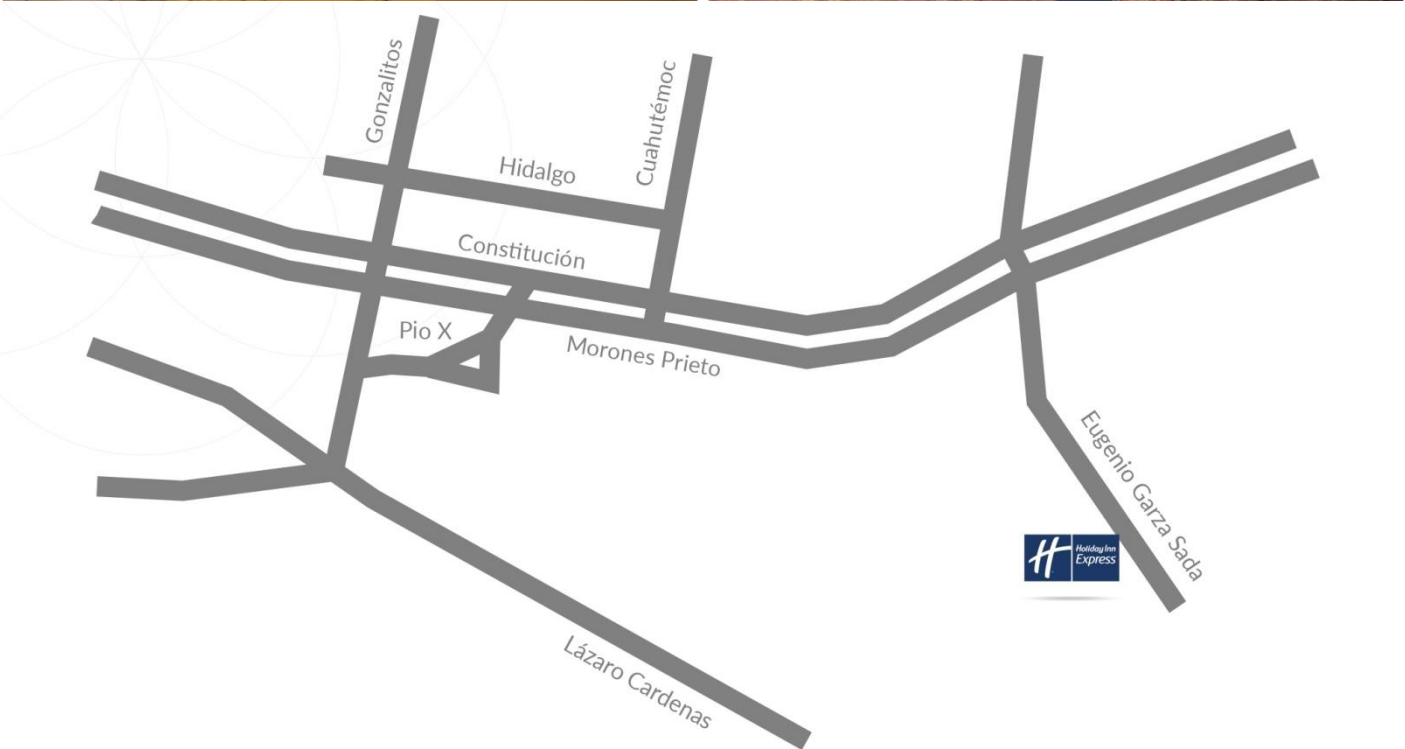 Gonzalitos
Cuahutémoc
Hidalgo
Constitución
Pio X
Morones Prieto
Eugenio Garza Sada
Holiday Inn
Express
Lázaro Cardenas